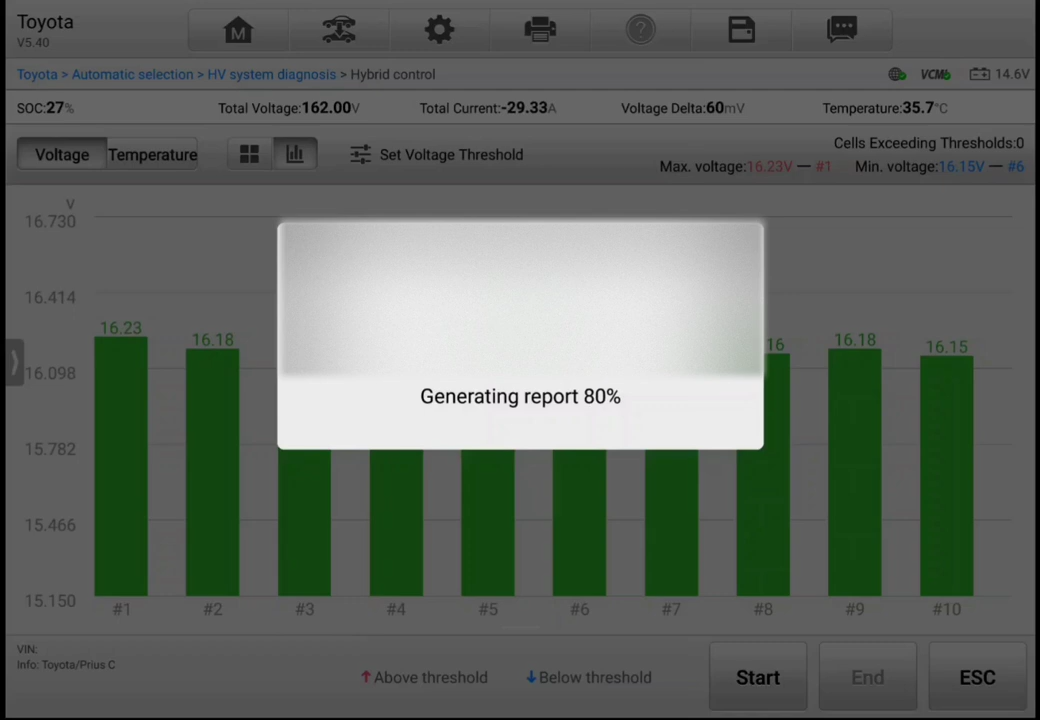 Toyota
V5.40
M
?
Toyota > Automatic selection > HV system diagnosis > Hybrid control
VCMI
14.6V
SOC:27% Total Voltage:162.00V Total Current:-29.33A Voltage Delta:60mV Temperature:35.7°C
Voltage Temperature Set Voltage Threshold
Cells Exceeding Thresholds:0
Max. voltage:16.23V — #1 Min. voltage:16.15V — #6
V
16.730
16.414
16.098
15.782
15.466
15.150
16.23 16.18 16 16.18 16.15
Generating report 80%
#1 #2 #3 #4 #5 #6 #7 #8 #9 #10
VIN:
Info: Toyota/Prius C
↑Above threshold ↓Below threshold
Start End ESC